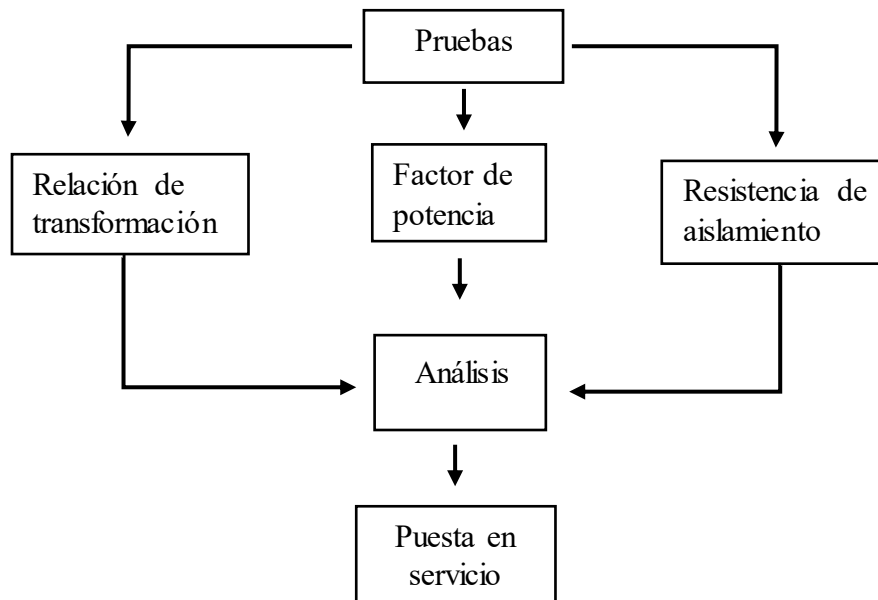 Pruebas
Relación de
transformación
Factor de
potencia
Resistencia de
aislamiento
Análisis
Puesta en
servicio